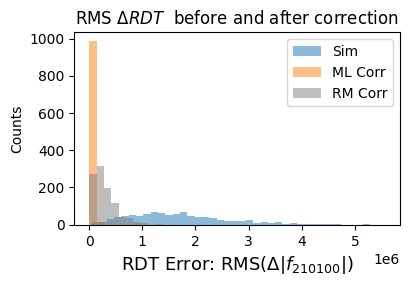 RMS ΔRDT before and after correction
1000
800
600
400
200
0
Counts
Sim
ML Corr
RM Corr
0 1 2 3 4 5
1e6
RDT Error: RMS(Δ|f₂₁₀₁₀₀|)